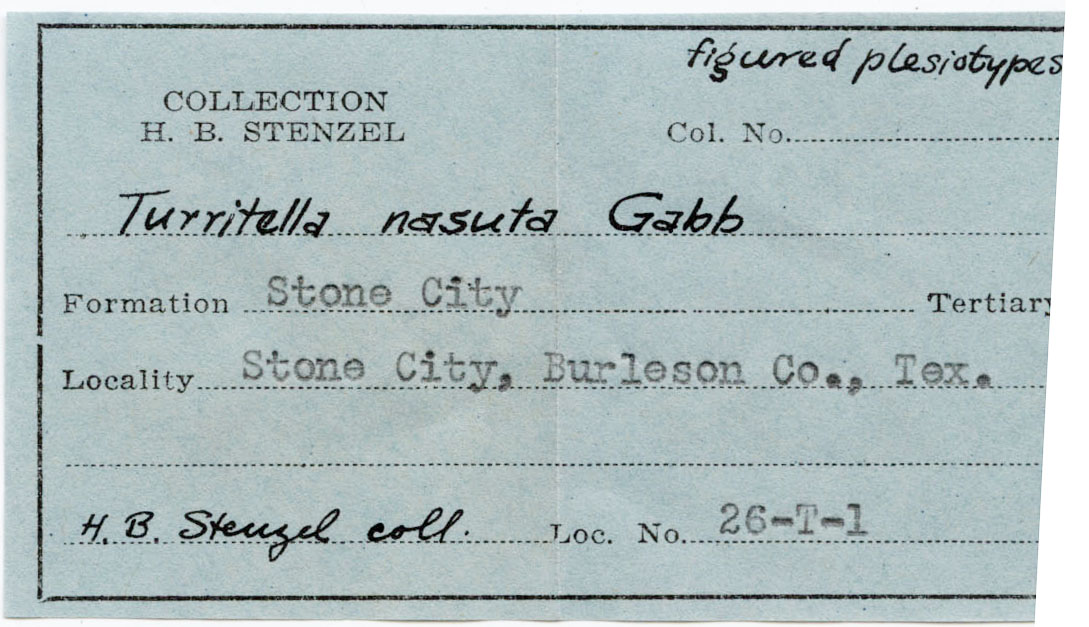 figured plesiotypes
COLLECTION
H. B. STENZEL
Col. No.
Turritella nasuta Gabb
Formation Stone City Tertiary
Locality Stone City, Burleson Co., Tex.
H. B. Stenzel coll. Loc. No. 26-T-1